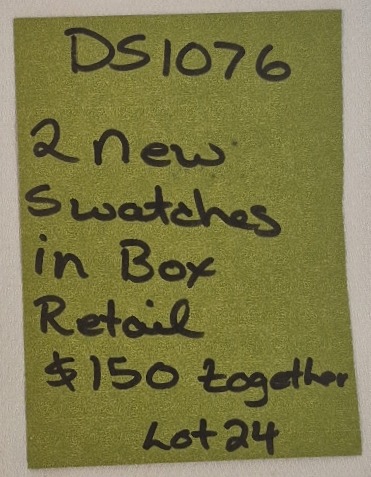 DS1076
2 new
Swatches
in Box
Retail
$150 together
Lot 24